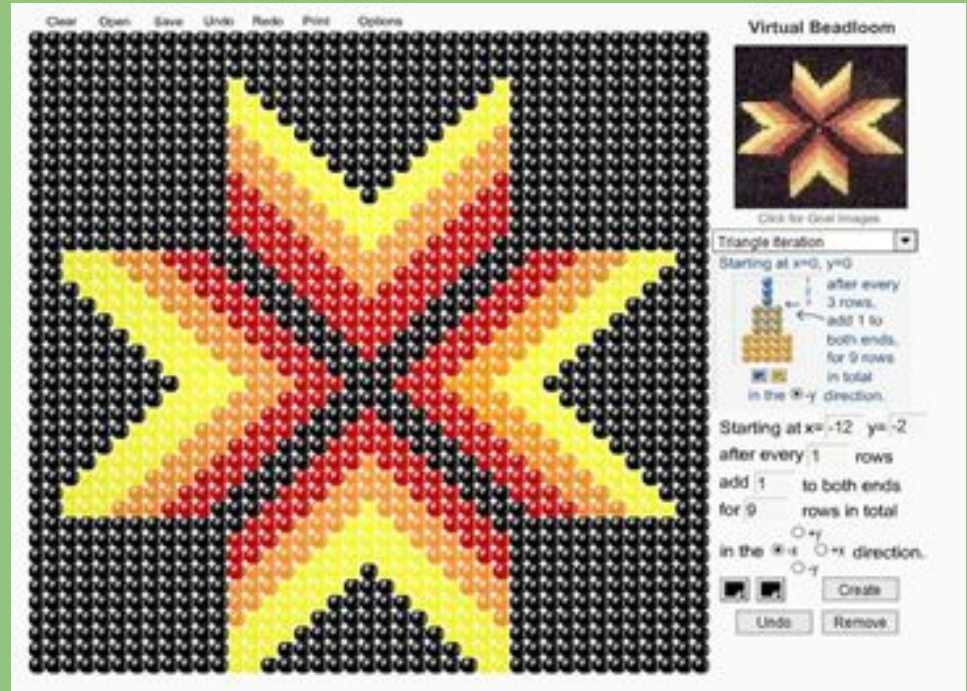 Clear Open Save Undo Redo Print Options
Virtual Beadloom
Click for Goal Images
Triangle Iteration
Starting at x=0, y=0
after every
3 rows,
add 1 to
both ends,
for 9 rows
in total
in the -y direction.
Starting at x= -12 y= -2
after every 1 rows
add 1 to both ends
for 9 rows in total
+y
in the -x +x direction.
-y
Create
Undo Remove